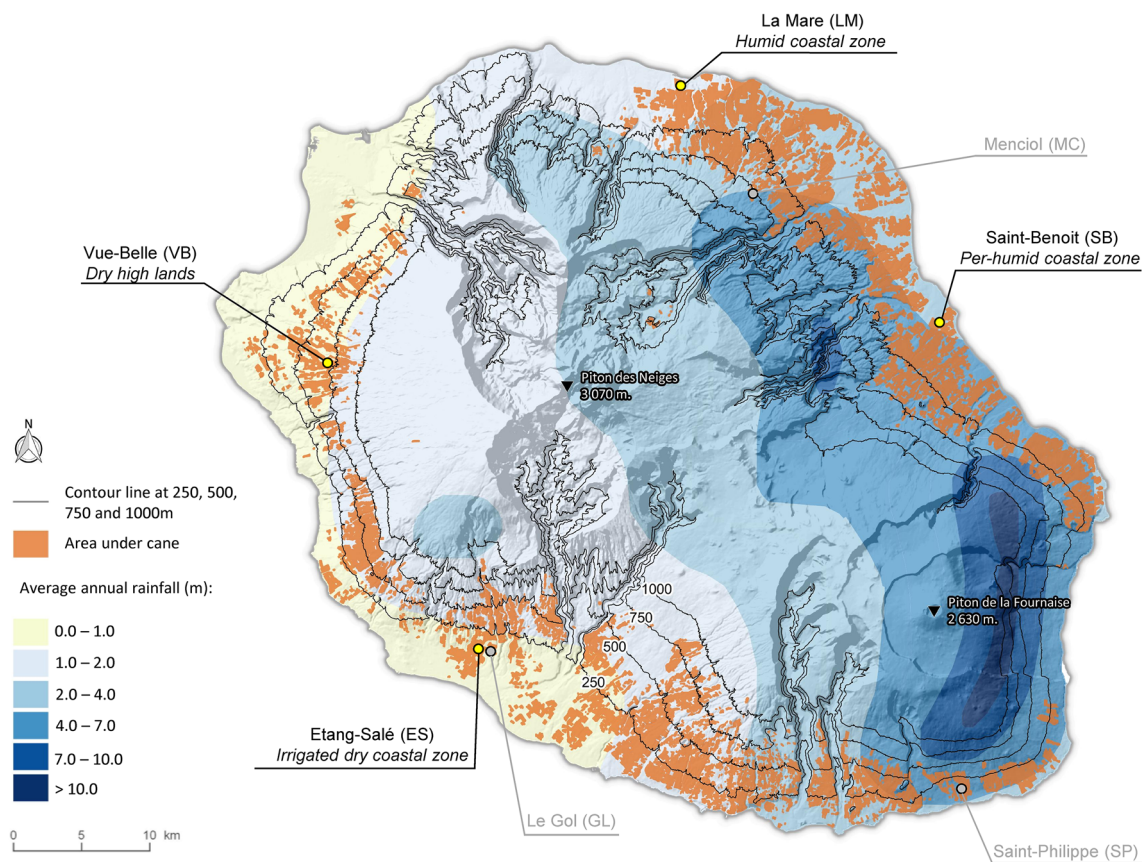 La Mare (LM)
Humid coastal zone
Menciol (MC)
Saint-Benoit (SB)
Per-humid coastal zone
Vue-Belle (VB)
Dry high lands
Piton des Neiges
3 070 m.
N
Contour line at 250, 500,
750 and 1000m
Area under cane
Average annual rainfall (m):
0.0 – 1.0
1.0 – 2.0
2.0 – 4.0
4.0 – 7.0
7.0 – 10.0
> 10.0
1000
750
500
250
Piton de la Fournaise
2 630 m.
Etang-Salé (ES)
Irrigated dry coastal zone
Le Gol (GL)
Saint-Philippe (SP)
0 5 10 km